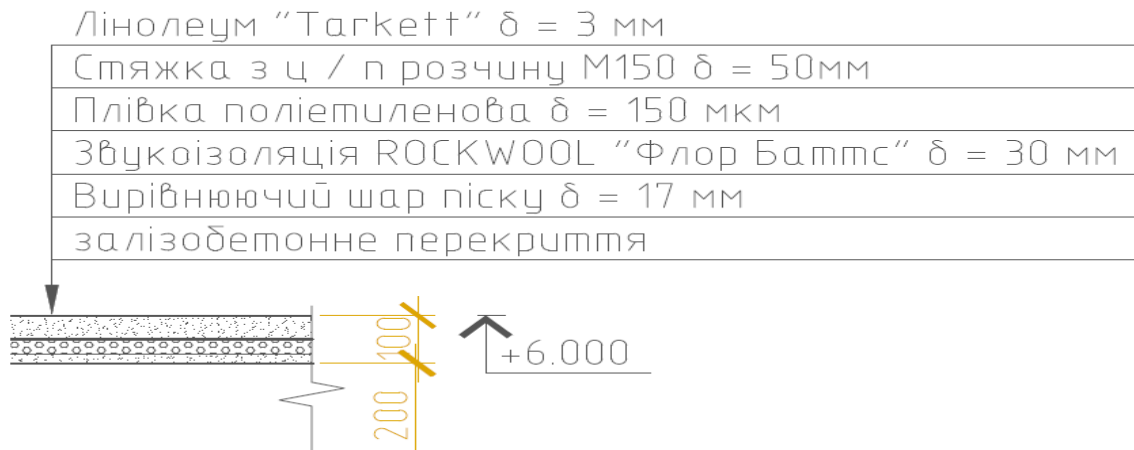 Лінолеум "Tarkett" δ = 3 мм
Стяжка з ц / п розчину М150 δ = 50мм
Плівка поліетиленова δ = 150 мкм
Звукоізоляція ROCKWOOL "Флор Баттс" δ = 30 мм
Вирівнюючий шар піску δ = 17 мм
залізобетонне перекриття
100
+6.000
200